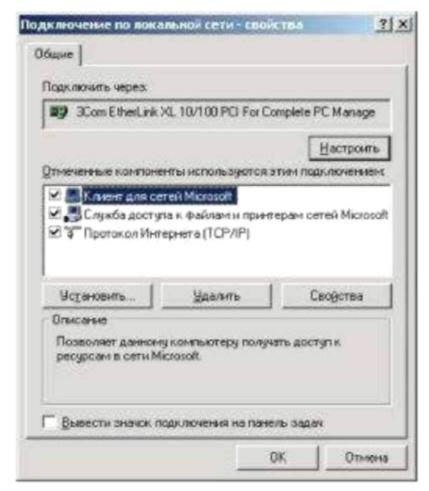 Подключение по локальной сети - свойства
Общие
Подключить через:
3Com EtherLink XL 10/100 PCI For Complete PC Manage
Настроить
Отмеченные компоненты используются этим подключением:
Клиент для сетей Microsoft
Служба доступа к файлам и принтерам сетей Microsoft
Протокол Интернета (TCP/IP)
Установить... Удалить Свойства
Описание
Позволяет данному компьютеру получать доступ к
ресурсам в сети Microsoft.
Вывести значок подключения на панель задач
OK Отмена